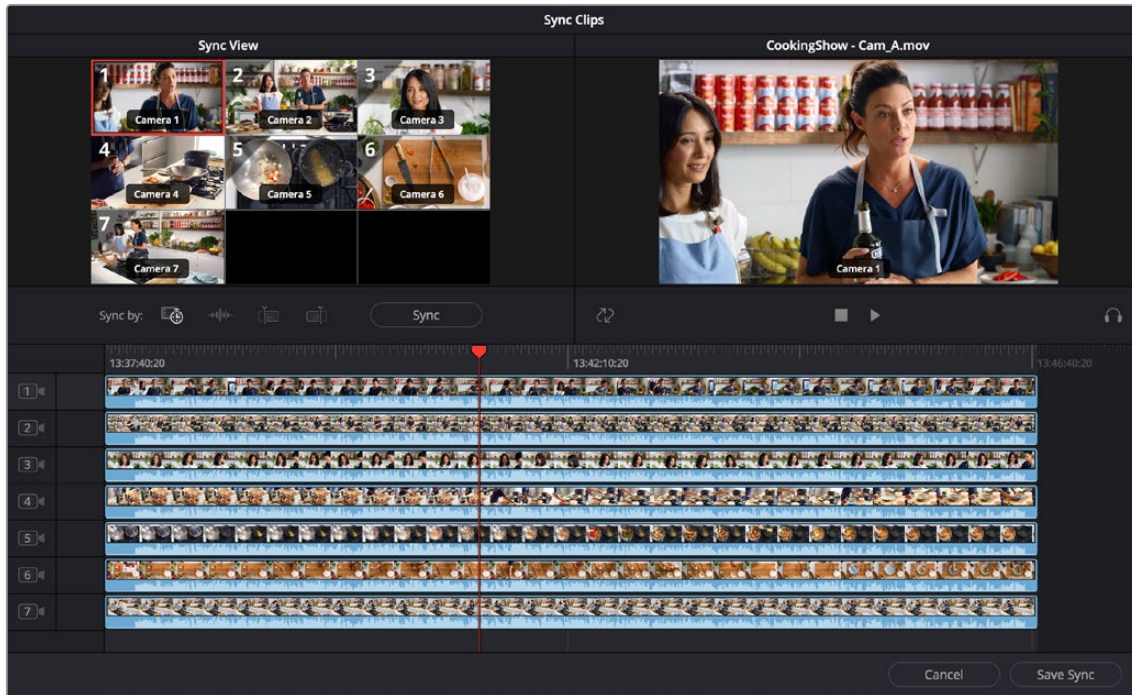 Sync Clips
Sync View
CookingShow - Cam_A.mov
1
2
3
Camera 1
Camera 2
Camera 3
4
5
6
Camera 4
Camera 5
Camera 6
7
Camera 7
Camera 1
Sync by:
Sync
13:37:40:20
13:42:10:20
13:46:40:20
1
2
3
4
5
6
7
Cancel
Save Sync